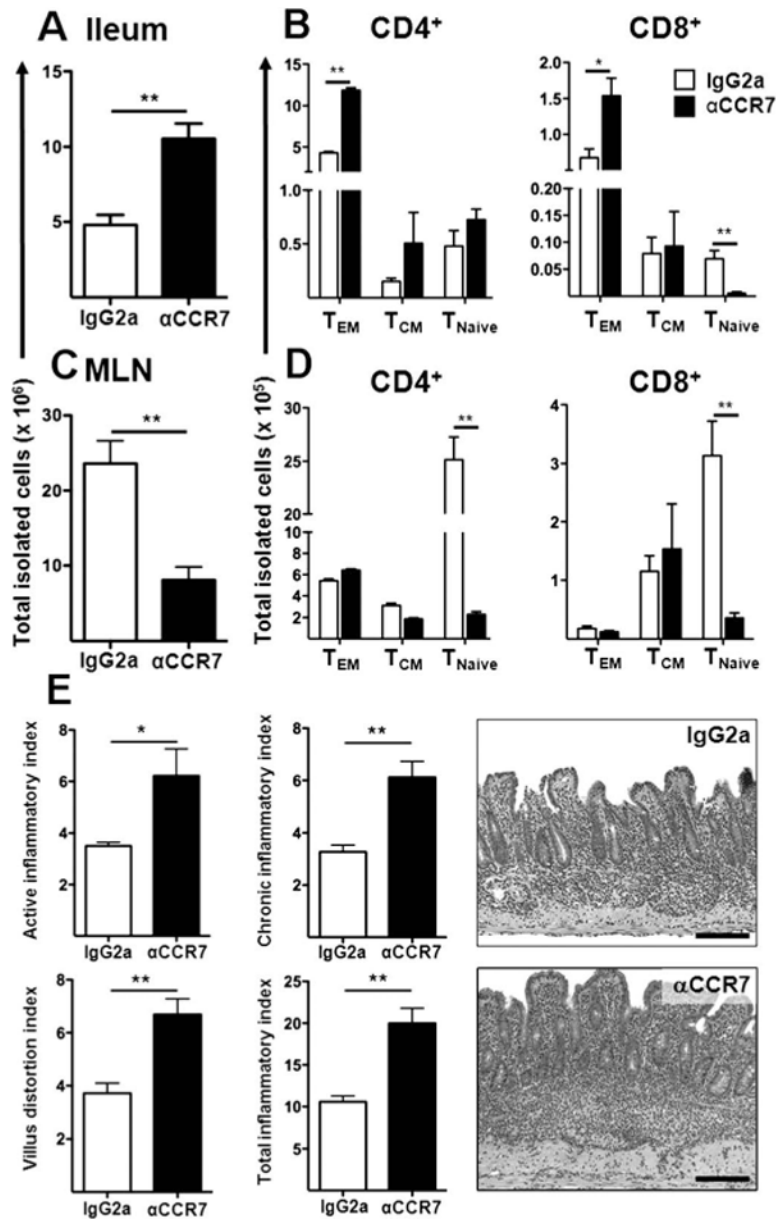 A Ileum
15
10
5
**
IgG2a αCCR7
B CD4+ CD8+
15
10
5
1.0
0.5
**
TEM TCM TNaive
2.0
1.5
1.0
0.20
0.15
0.10
0.05
*
**
TEM TCM TNaive
IgG2a
αCCR7
Total isolated cells (x 10⁶)
Total isolated cells (x 10⁵)
C MLN
30
20
10
**
IgG2a αCCR7
D CD4+ CD8+
30
25
20
10
8
6
4
2
**
TEM TCM TNaive
4
3
2
1
**
TEM TCM TNaive
E
Active inflammatory index
8
6
4
2
*
IgG2a αCCR7
Chronic inflammatory index
8
6
4
2
**
IgG2a αCCR7
IgG2a
Villus distortion index
8
6
4
2
**
IgG2a αCCR7
Total inflammatory index
25
20
15
10
5
**
IgG2a αCCR7
αCCR7